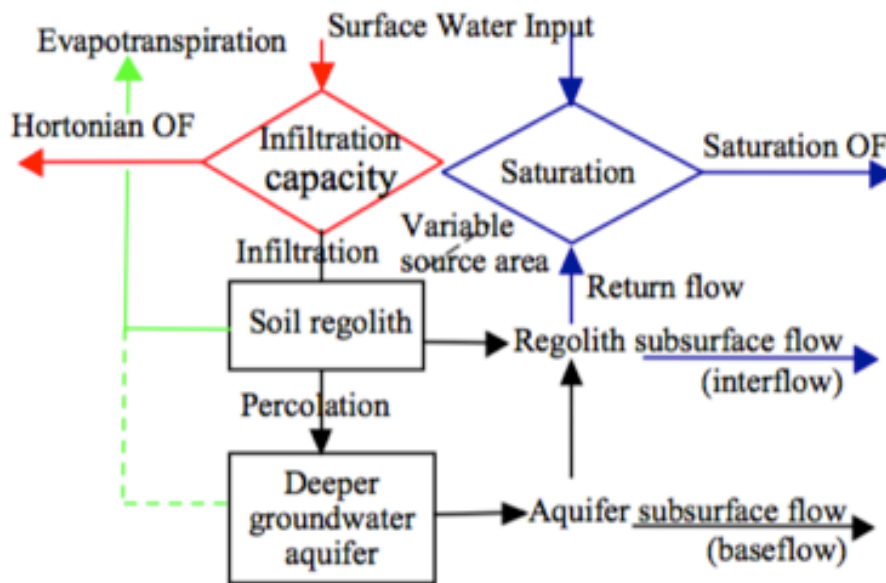 Surface Water Input
Evapotranspiration
Hortonian OF
Infiltration
capacity
Saturation
Saturation OF
Infiltration
Variable
source area
Return flow
Soil regolith
Regolith subsurface flow
(interflow)
Percolation
Deeper
groundwater
aquifer
Aquifer subsurface flow
(baseflow)